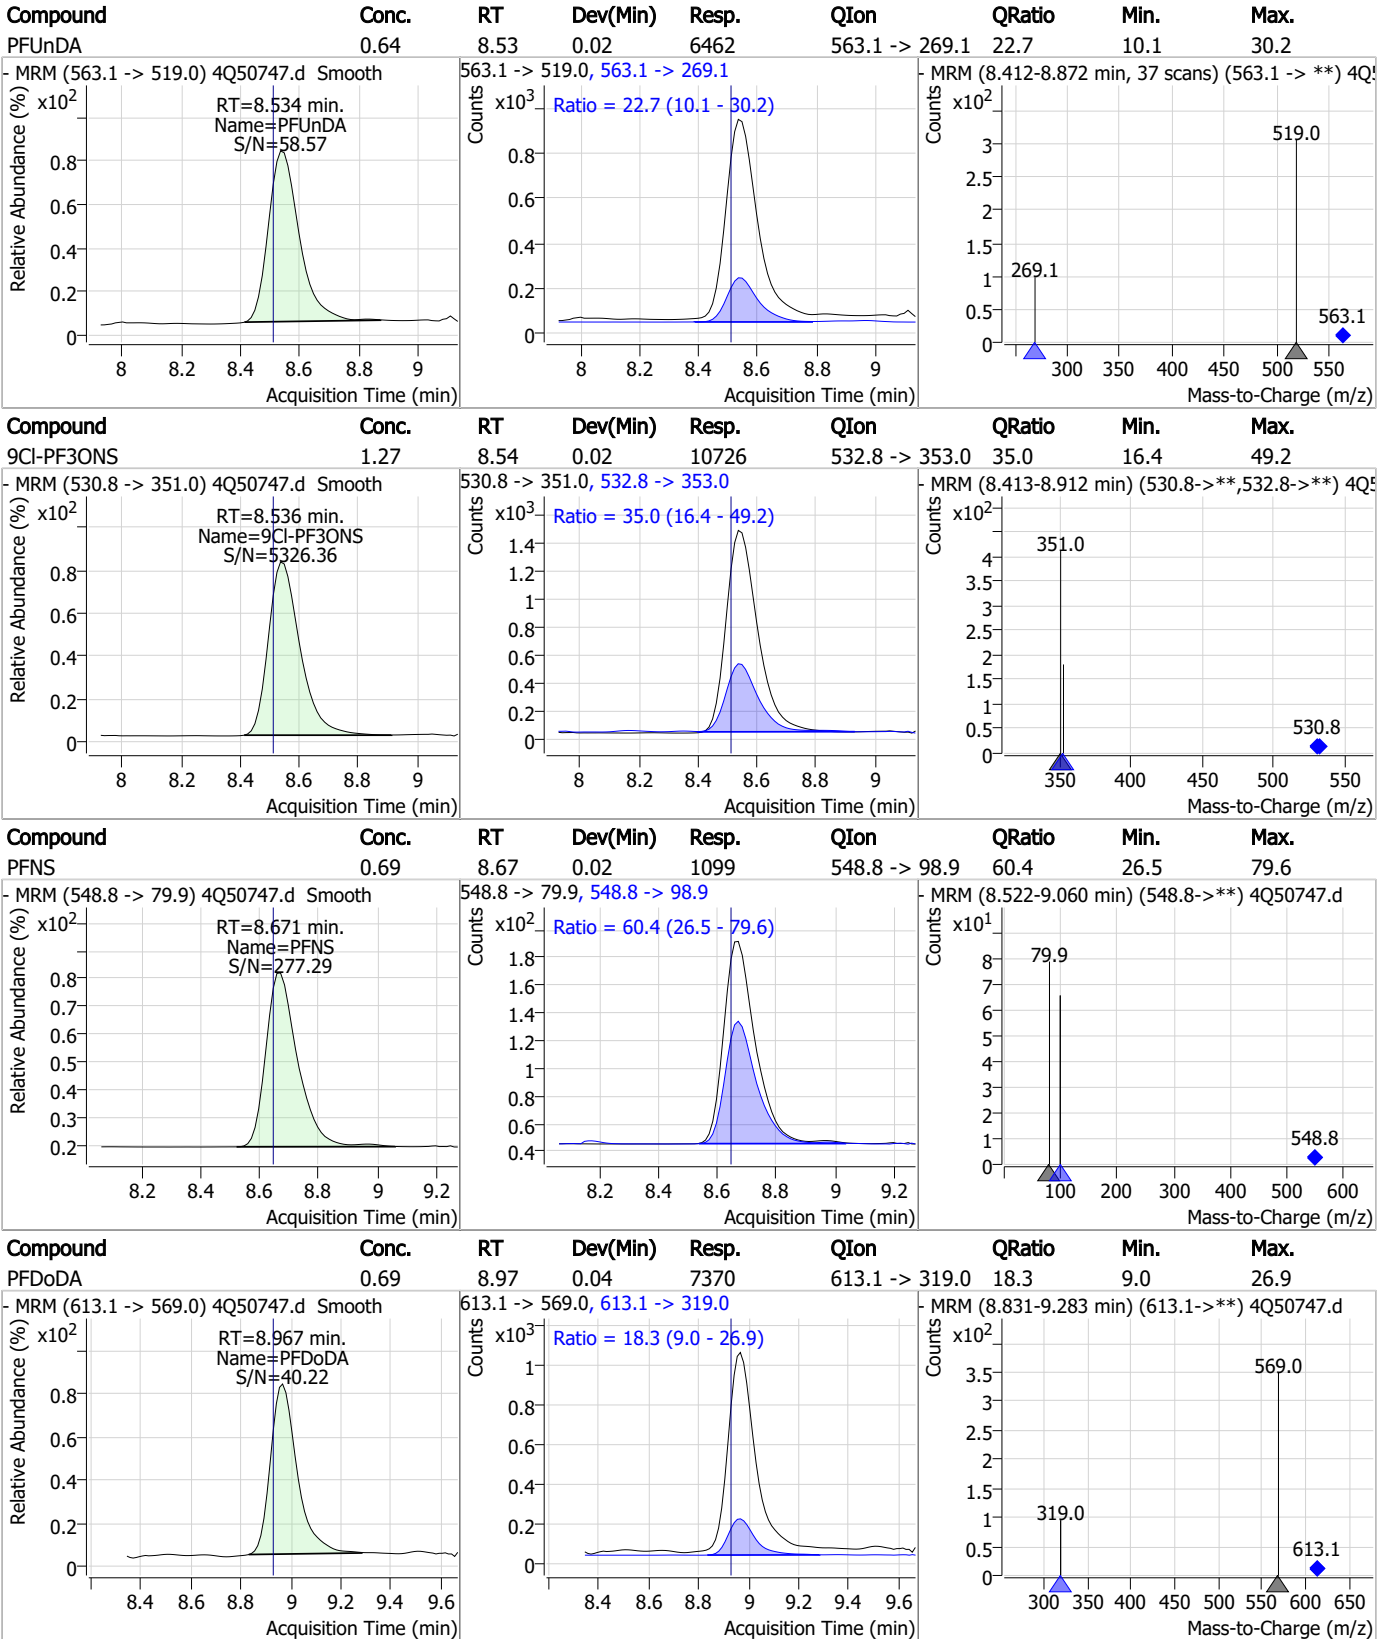 Compound Conc. RT Dev(Min) Resp. QIon QRatio Min. Max.
PFUnDA 0.64 8.53 0.02 6462 563.1 -> 269.1 22.7 10.1 30.2
- MRM (563.1 -> 519.0) 4Q50747.d Smooth
x10²
RT=8.534 min.
Name=PFUnDA
S/N=58.57
0.8
0.6
0.4
0.2
0
Relative Abundance (%)
8 8.2 8.4 8.6 8.8 9
Acquisition Time (min)
563.1 -> 519.0, 563.1 -> 269.1
x10³
Ratio = 22.7 (10.1 - 30.2)
0.8
0.6
0.4
0.2
0
Counts
8 8.2 8.4 8.6 8.8 9
Acquisition Time (min)
- MRM (8.412-8.872 min, 37 scans) (563.1 -> **) 4Q5
x10²
519.0
269.1
563.1
3
2.5
2
1.5
1
0.5
0
Counts
300 350 400 450 500 550
Mass-to-Charge (m/z)
Compound Conc. RT Dev(Min) Resp. QIon QRatio Min. Max.
9Cl-PF3ONS 1.27 8.54 0.02 10726 532.8 -> 353.0 35.0 16.4 49.2
- MRM (530.8 -> 351.0) 4Q50747.d Smooth
x10²
RT=8.536 min.
Name=9Cl-PF3ONS
S/N=5326.36
0.8
0.6
0.4
0.2
0
Relative Abundance (%)
8 8.2 8.4 8.6 8.8 9
Acquisition Time (min)
530.8 -> 351.0, 532.8 -> 353.0
x10³
Ratio = 35.0 (16.4 - 49.2)
1.4
1.2
1
0.8
0.6
0.4
0.2
0
Counts
8 8.2 8.4 8.6 8.8 9
Acquisition Time (min)
- MRM (8.413-8.912 min) (530.8->**,532.8->**) 4Q5
x10²
351.0
530.8
4
3.5
3
2.5
2
1.5
1
0.5
0
Counts
350 400 450 500 550
Mass-to-Charge (m/z)
Compound Conc. RT Dev(Min) Resp. QIon QRatio Min. Max.
PFNS 0.69 8.67 0.02 1099 548.8 -> 98.9 60.4 26.5 79.6
- MRM (548.8 -> 79.9) 4Q50747.d Smooth
x10²
RT=8.671 min.
Name=PFNS
S/N=277.29
0.8
0.7
0.6
0.5
0.4
0.3
0.2
Relative Abundance (%)
8.2 8.4 8.6 8.8 9 9.2
Acquisition Time (min)
548.8 -> 79.9, 548.8 -> 98.9
x10²
Ratio = 60.4 (26.5 - 79.6)
1.8
1.6
1.4
1.2
1
0.8
0.6
0.4
Counts
8.2 8.4 8.6 8.8 9 9.2
Acquisition Time (min)
- MRM (8.522-9.060 min) (548.8->**) 4Q50747.d
x10¹
79.9
548.8
8
7
6
5
4
3
2
1
0
Counts
100 200 300 400 500 600
Mass-to-Charge (m/z)
Compound Conc. RT Dev(Min) Resp. QIon QRatio Min. Max.
PFDoDA 0.69 8.97 0.04 7370 613.1 -> 319.0 18.3 9.0 26.9
- MRM (613.1 -> 569.0) 4Q50747.d Smooth
x10²
RT=8.967 min.
Name=PFDoDA
S/N=40.22
0.8
0.6
0.4
0.2
0
Relative Abundance (%)
8.4 8.6 8.8 9 9.2 9.4 9.6
Acquisition Time (min)
613.1 -> 569.0, 613.1 -> 319.0
x10³
Ratio = 18.3 (9.0 - 26.9)
1
0.8
0.6
0.4
0.2
0
Counts
8.4 8.6 8.8 9 9.2 9.4 9.6
Acquisition Time (min)
- MRM (8.831-9.283 min) (613.1->**) 4Q50747.d
x10²
569.0
319.0
613.1
3.5
3
2.5
2
1.5
1
0.5
0
Counts
300 350 400 450 500 550 600 650
Mass-to-Charge (m/z)